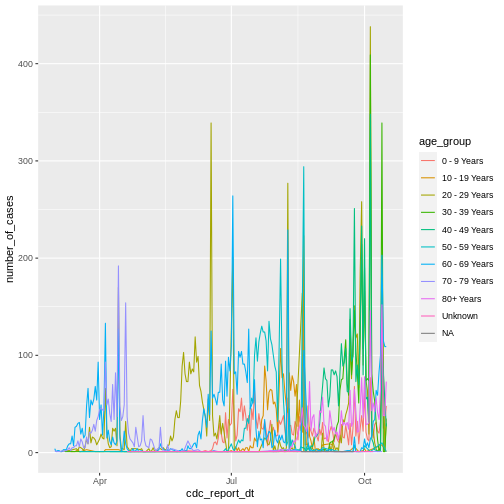 400
300
200
100
0
number_of_cases
Apr
Jul
Oct
cdc_report_dt
age_group
0 - 9 Years
10 - 19 Years
20 - 29 Years
30 - 39 Years
40 - 49 Years
50 - 59 Years
60 - 69 Years
70 - 79 Years
80+ Years
Unknown
NA